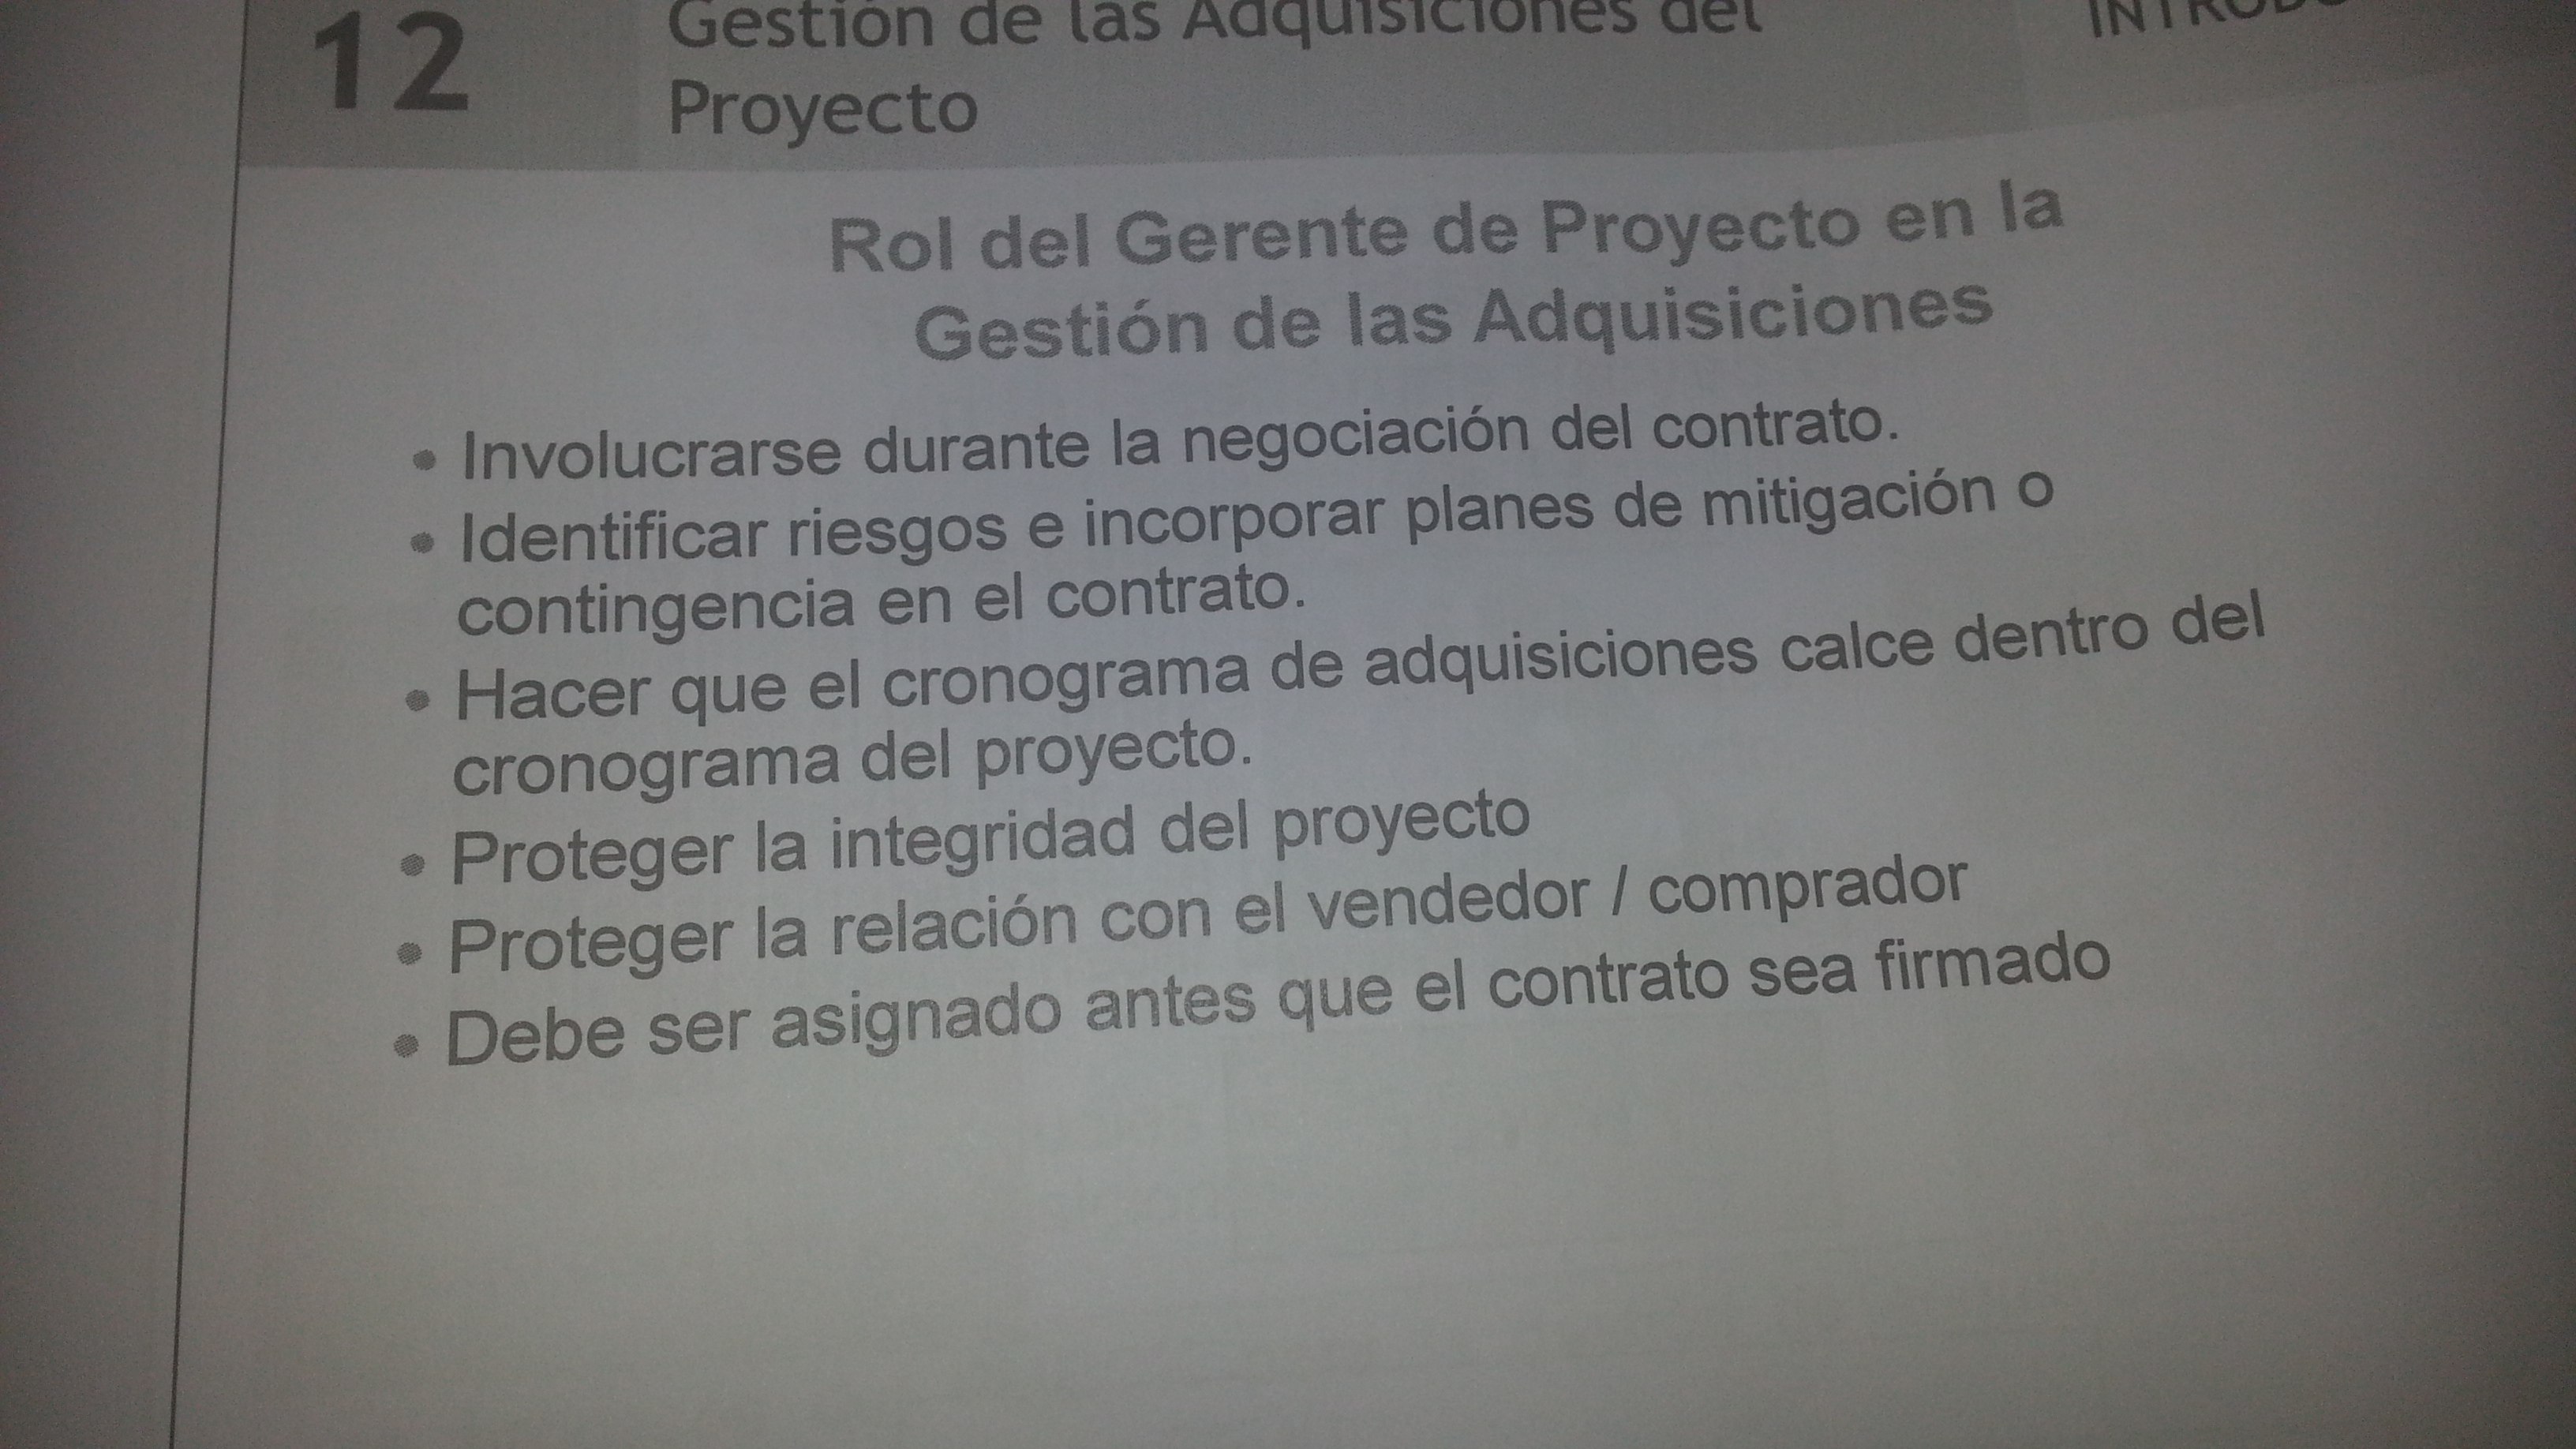 12
Gestión de las Adquisiciones del
Proyecto
Rol del Gerente de Proyecto en la
Gestión de las Adquisiciones
• Involucrarse durante la negociación del contrato.
• Identificar riesgos e incorporar planes de mitigación o
contingencia en el contrato.
• Hacer que el cronograma de adquisiciones calce dentro del
cronograma del proyecto.
• Proteger la integridad del proyecto
• Proteger la relación con el vendedor / comprador
• Debe ser asignado antes que el contrato sea firmado